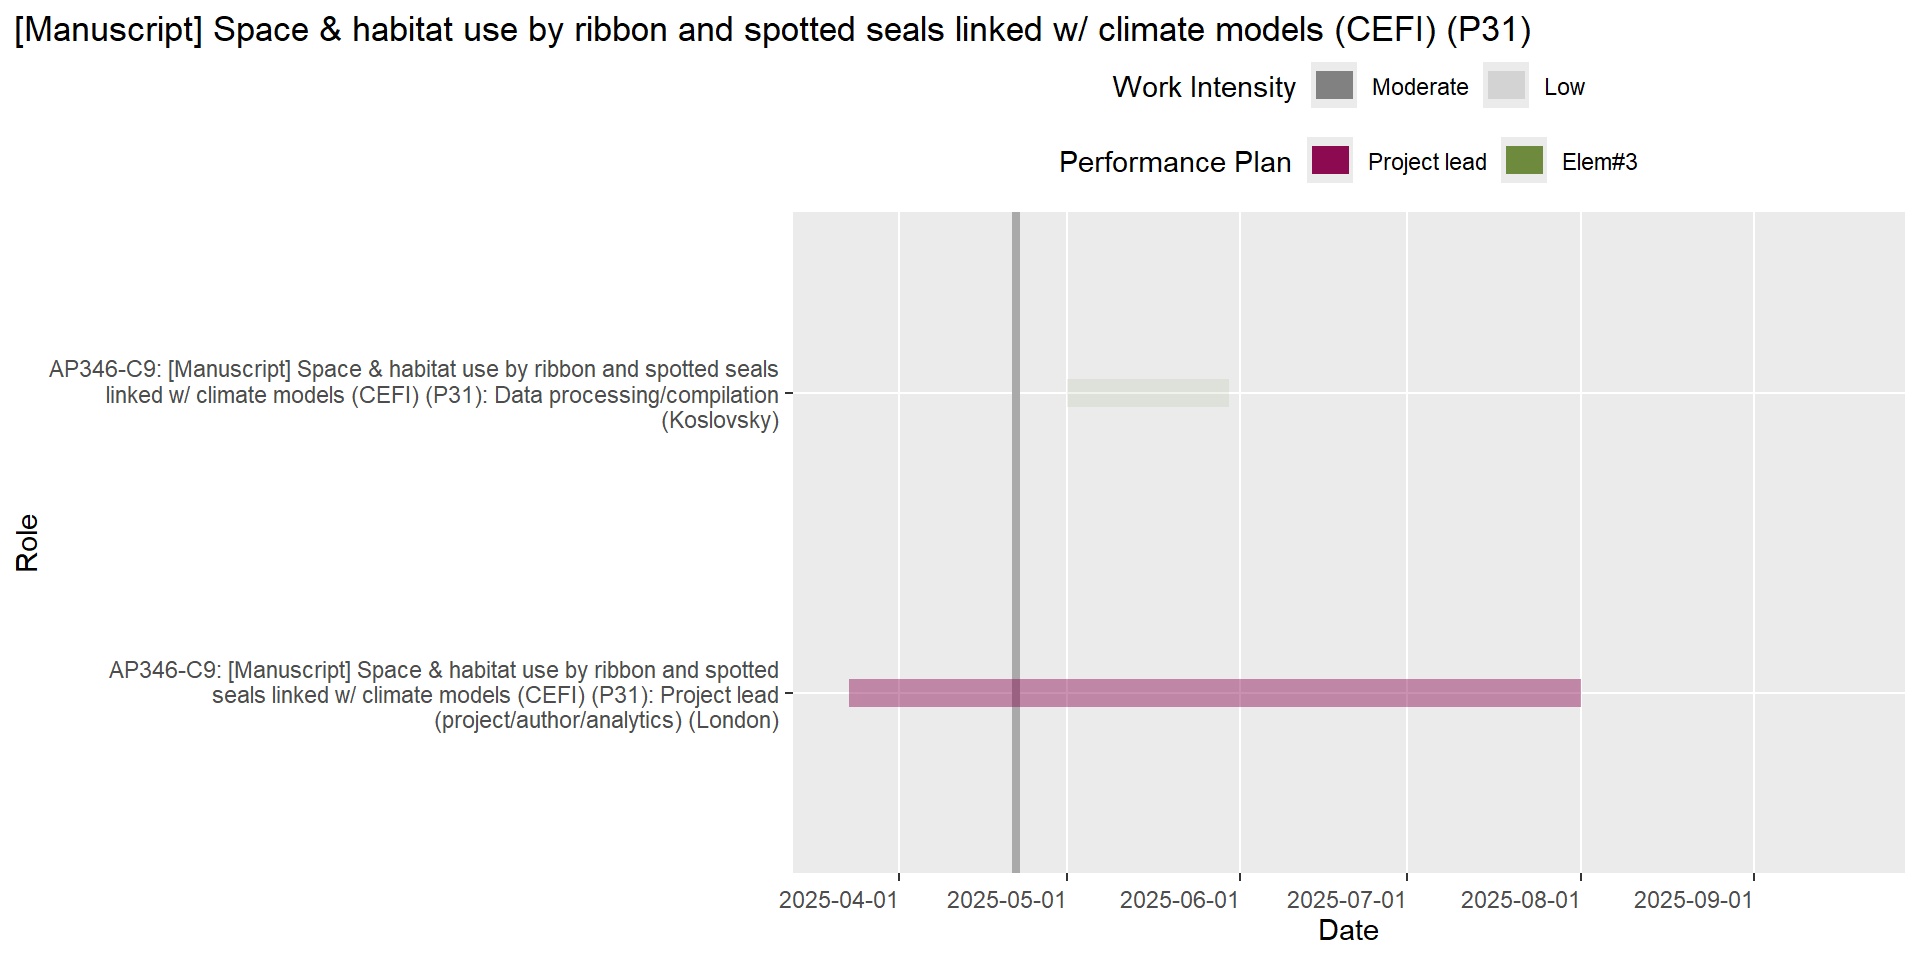 [Manuscript] Space & habitat use by ribbon and spotted seals linked w/ climate models (CEFI) (P31)
Work Intensity Moderate Low
Performance Plan Project lead Elem#3
AP346-C9: [Manuscript] Space & habitat use by ribbon and spotted seals
linked w/ climate models (CEFI) (P31): Data processing/compilation
(Koslovsky)
Role
AP346-C9: [Manuscript] Space & habitat use by ribbon and spotted
seals linked w/ climate models (CEFI) (P31): Project lead
(project/author/analytics) (London)
2025-04-01 2025-05-01 2025-06-01 2025-07-01 2025-08-01 2025-09-01
Date